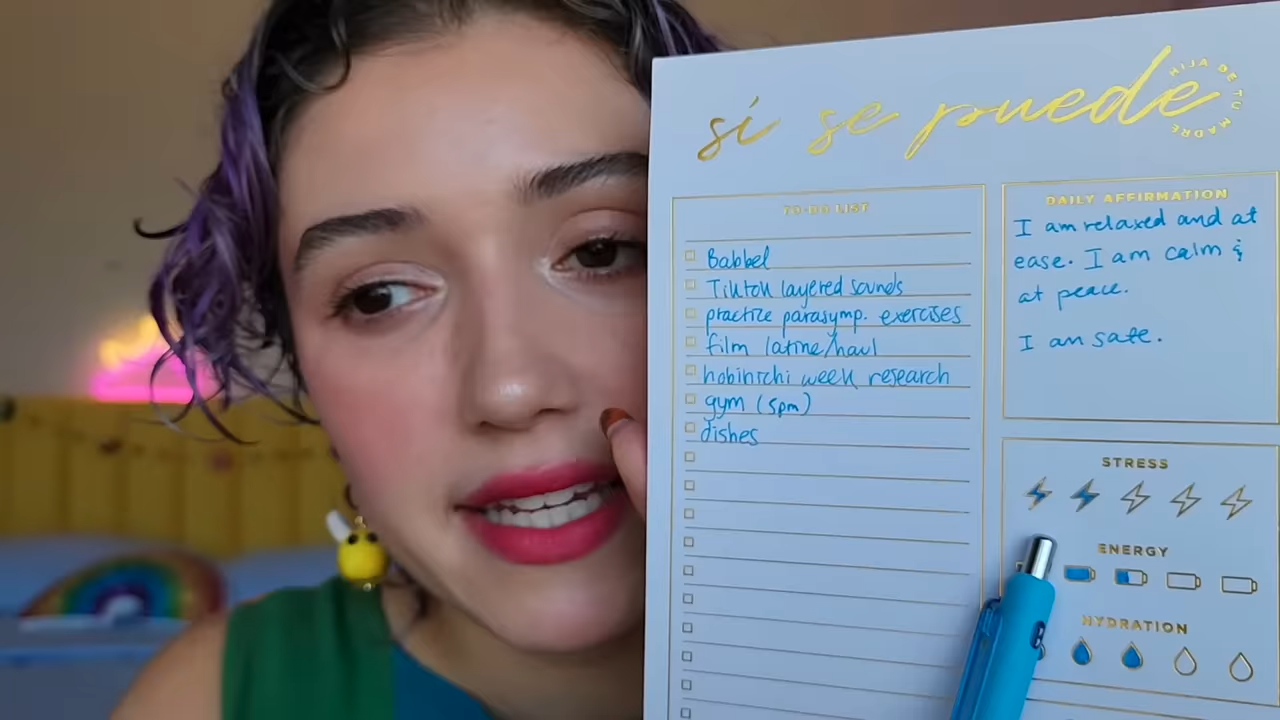 sí se puede
HIJA DE TU MADRE
TO-DO LIST
Babbel
Tiktok layered sounds
practice parasymp. exercises
film latine/haul
hobinichi week research
gym (5pm)
dishes
DAILY AFFIRMATION
I am relaxed and at
ease. I am calm &
at peace.
I am safe.
STRESS
ENERGY
HYDRATION